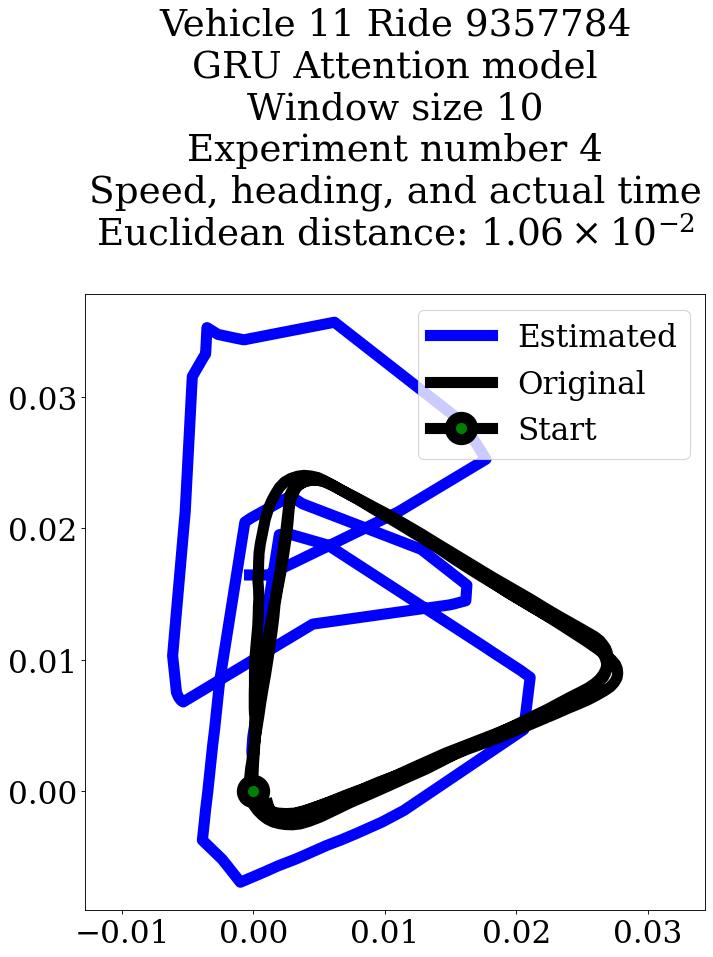 Vehicle 11 Ride 9357784
GRU Attention model
Window size 10
Experiment number 4
Speed, heading, and actual time
Euclidean distance: 1.06 × 10⁻²
Estimated
Original
Start
0.03
0.02
0.01
0.00
−0.01 0.00 0.01 0.02 0.03